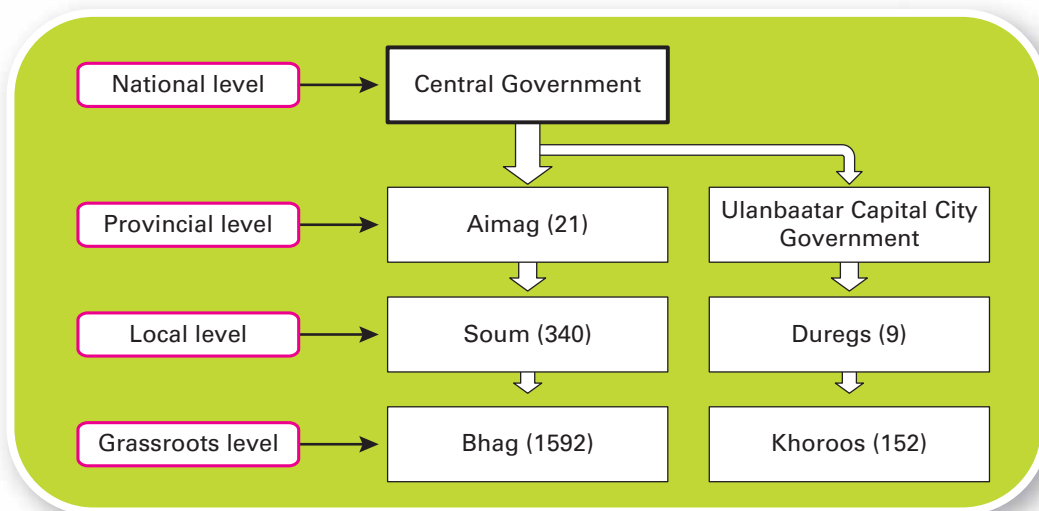 National level
Central Government
Provincial level
Aimag (21)
Ulanbaatar Capital City
Government
Local level
Soum (340)
Duregs (9)
Grassroots level
Bhag (1592)
Khoroos (152)